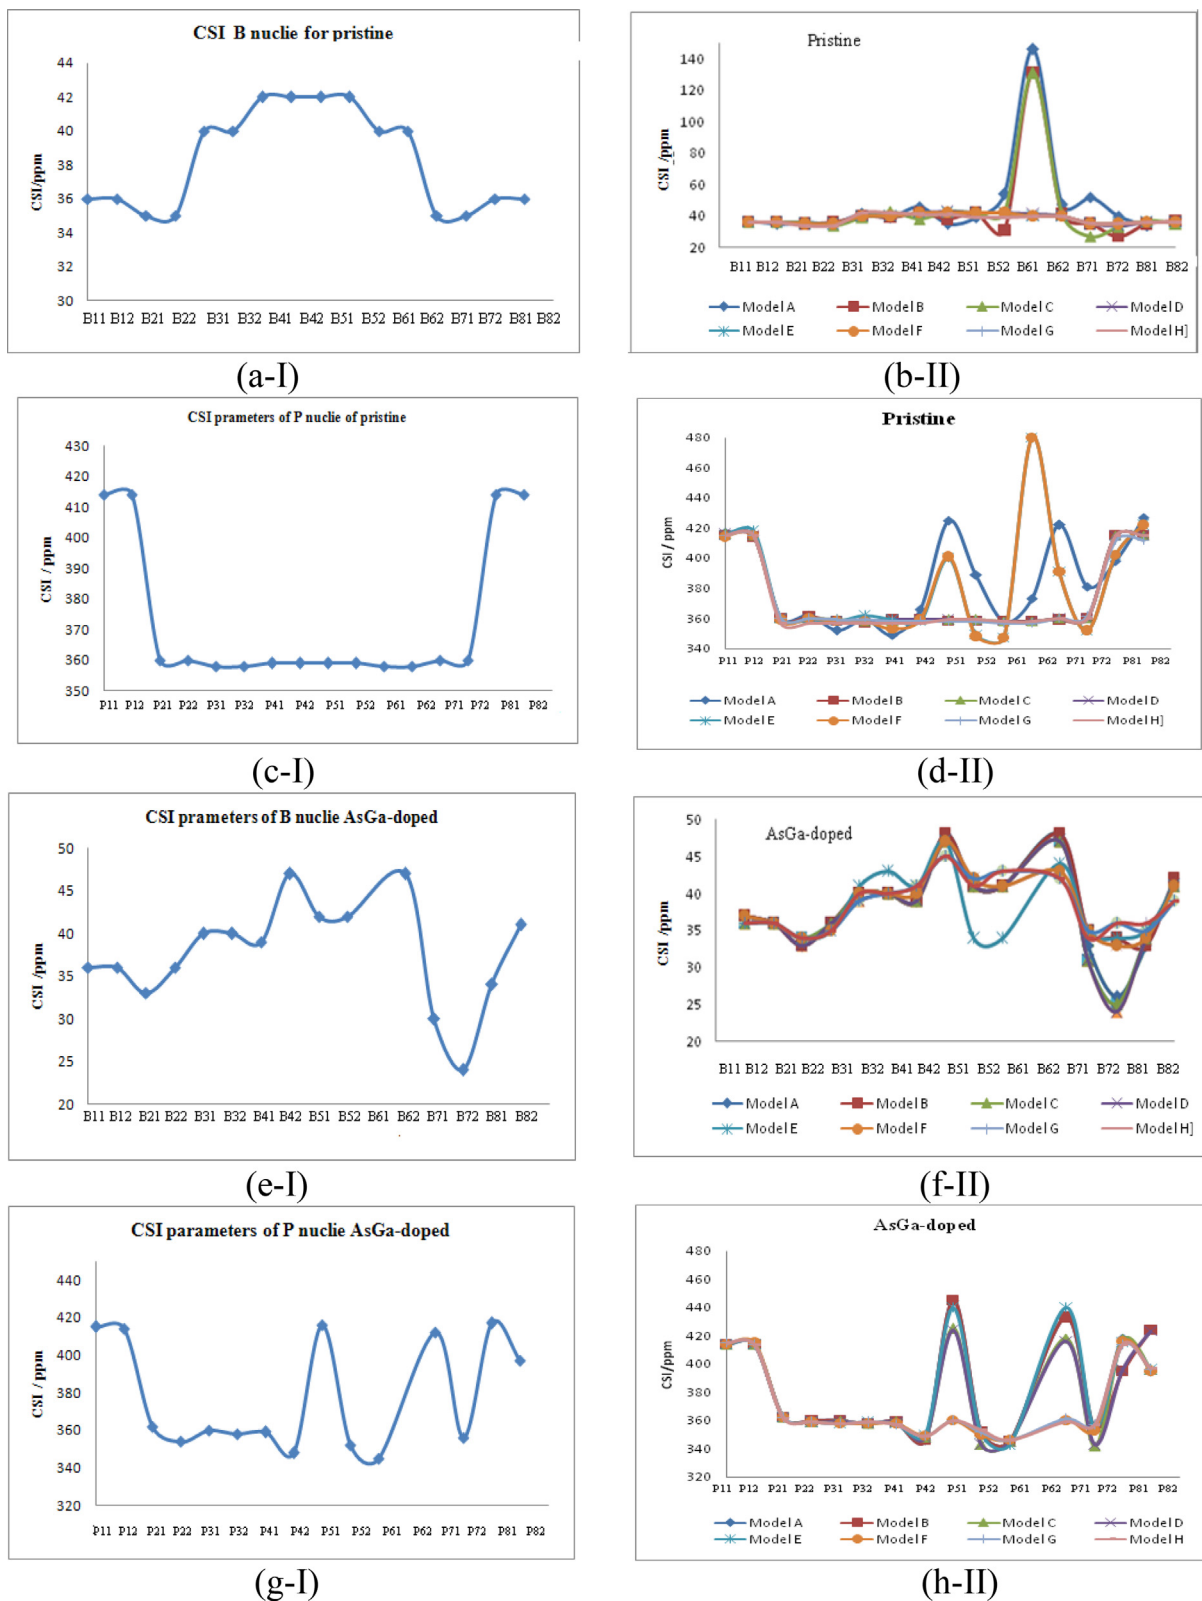 CSI B nuclie for pristine
44
42
40
38
36
34
32
30
CSI/ppm
B11 B12 B21 B22 B31 B32 B41 B42 B51 B52 B61 B62 B71 B72 B81 B82
(a-I)
Pristine
140
120
100
80
60
40
20
CSI /ppm
B11 B12 B21 B22 B31 B32 B41 B42 B51 B52 B61 B62 B71 B72 B81 B82
Model A Model B Model C Model D
Model E Model F Model G Model H]
(b-II)
CSI prameters of P nuclie of pristine
430
420
410
400
390
380
370
360
350
CSI / ppm
P11 P12 P21 P22 P31 P32 P41 P42 P51 P52 P61 P62 P71 P72 P81 P82
(c-I)
Pristine
480
460
440
420
400
380
360
340
CSI / ppm
P11 P12 P21 P22 P31 P32 P41 P42 P51 P52 P61 P62 P71 P72 P81 P82
Model A Model B Model C Model D
Model E Model F Model G Model H]
(d-II)
CSI prameters of B nuclie AsGa-doped
50
45
40
35
30
25
20
CSI /ppm
B11 B12 B21 B22 B31 B32 B41 B42 B51 B52 B61 B62 B71 B72 B81 B82
(e-I)
AsGa-doped
50
45
40
35
30
25
20
CSI /ppm
B11 B12 B21 B22 B31 B32 B41 B42 B51 B52 B61 B62 B71 B72 B81 B82
Model A Model B Model C Model D
Model E Model F Model G Model H]
(f-II)
CSI parameters of P nuclie AsGa-doped
440
420
400
380
360
340
320
CSI / ppm
P11 P12 P21 P22 P31 P32 P41 P42 P51 P52 P61 P62 P71 P72 P81 P82
(g-I)
AsGa-doped
480
460
440
420
400
380
360
340
320
CSI/ppm
P11 P12 P21 P22 P31 P32 P41 P42 P51 P52 P61 P62 P71 P72 P81 P82
Model A Model B Model C Model D
Model E Model F Model G Model H
(h-II)